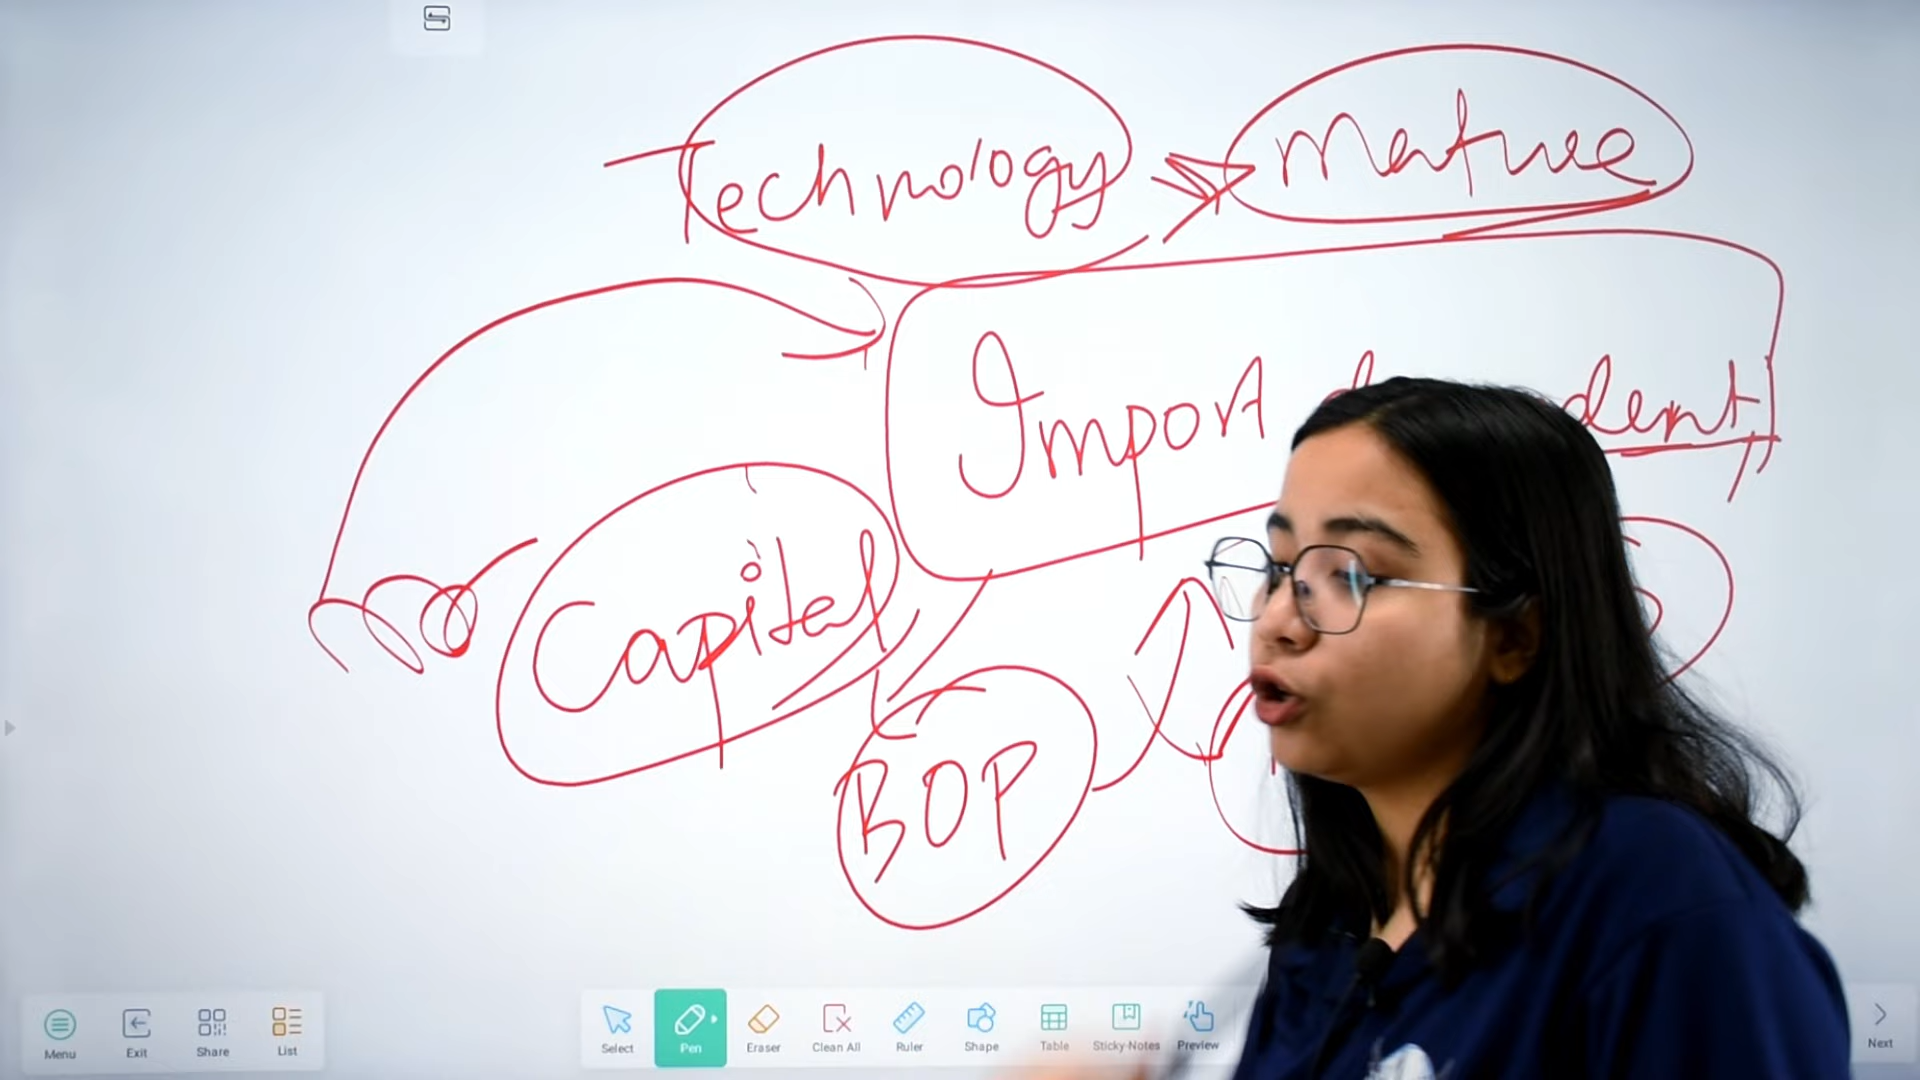 Technology
Mature
Import dent
Capital
BOP
Menu
Exit
Share
List
Select
Pen
Eraser
Clean All
Ruler
Shape
Table
Sticky-Notes
Preview
Next